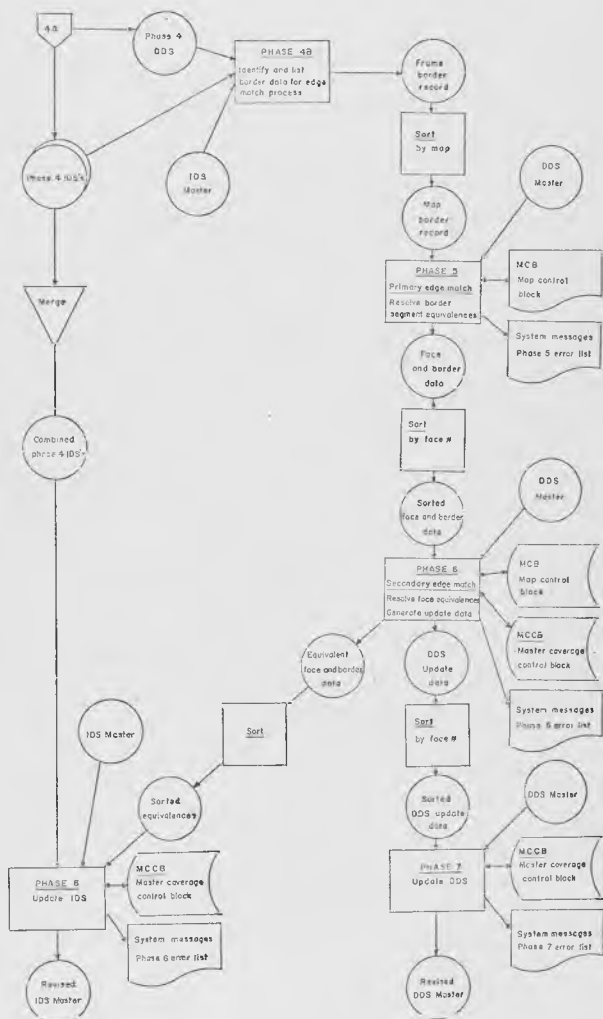 4A
Phase 4
DDS
PHASE 4B
Identify and list
border data for edge
match process
Frame
border
record
Phase 4 IDS's
IDS
Master
Sort
by map
Map
border
record
DDS
Master
PHASE 5
Primary edge match
Resolve border
segment equivalences
MCB
Map control
block
System messages
Phase 5 error list
Merge
Face
and border
data
Sort
by face #
Combined
phase 4 IDS's
Sorted
face and border
data
DDS
Master
PHASE 6
Secondary edge match
Resolve face equivalences
Generate update data
MCB
Map control
block
MCCB
Master coverage
control block
System messages
Phase 6 error list
Equivalent
face and border
data
DDS
Update
data
Sort
Sort
by face #
IDS Master
Sorted
equivalences
Sorted
DDS update
data
DDS Master
PHASE 8
Update IDS
MCCB
Master coverage
control block
System messages
Phase 6 error list
PHASE 7
Update DDS
MCCB
Master coverage
control block
System messages
Phase 7 error list
Revised
IDS Master
Revised
DDS Master